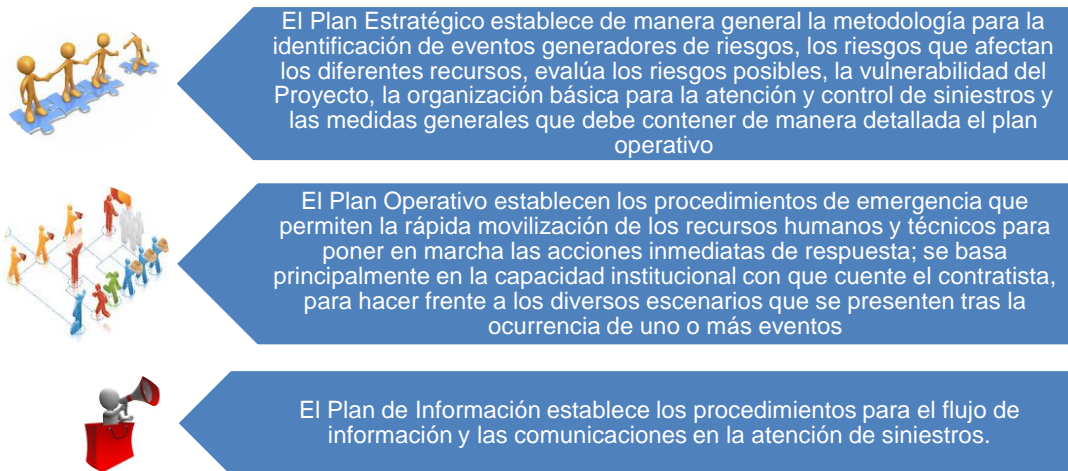 El Plan Estratégico establece de manera general la metodología para la
identificación de eventos generadores de riesgos, los riesgos que afectan
los diferentes recursos, evalúa los riesgos posibles, la vulnerabilidad del
Proyecto, la organización básica para la atención y control de siniestros y
las medidas generales que debe contener de manera detallada el plan
operativo
El Plan Operativo establecen los procedimientos de emergencia que
permiten la rápida movilización de los recursos humanos y técnicos para
poner en marcha las acciones inmediatas de respuesta; se basa
principalmente en la capacidad institucional con que cuente el contratista,
para hacer frente a los diversos escenarios que se presenten tras la
ocurrencia de uno o más eventos
El Plan de Información establece los procedimientos para el flujo de
información y las comunicaciones en la atención de siniestros.